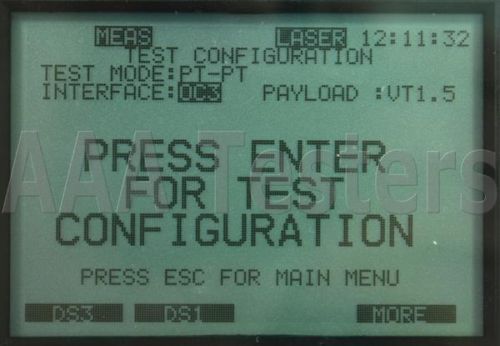 MEAS LASER 12:11:32
TEST CONFIGURATION
TEST MODE:PT-PT
INTERFACE:OC3 PAYLOAD :VT1.5
PRESS ENTER
FOR TEST
CONFIGURATION
AAATesters
PRESS ESC FOR MAIN MENU
DS3 DS1 MORE